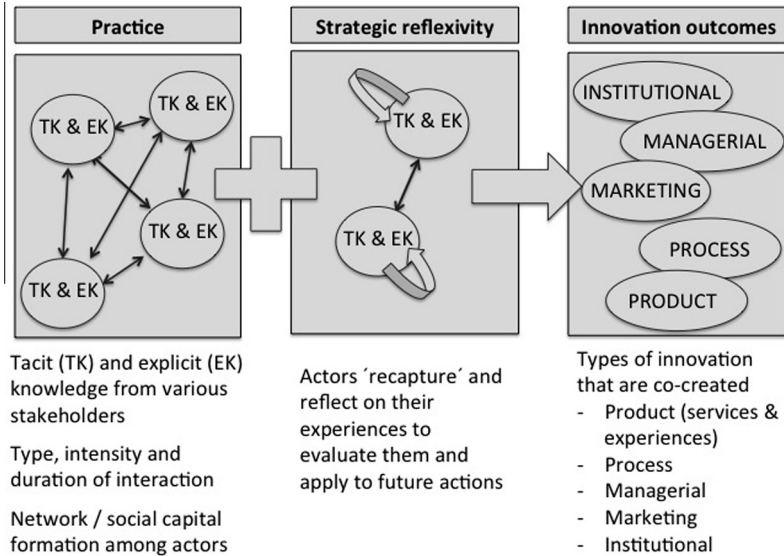 Practice
Strategic reflexivity
Innovation outcomes
TK & EK
TK & EK
TK & EK
TK & EK
TK & EK
TK & EK
INSTITUTIONAL
MANAGERIAL
MARKETING
PROCESS
PRODUCT
Tacit (TK) and explicit (EK)
knowledge from various
stakeholders
Type, intensity and
duration of interaction
Network / social capital
formation among actors
Actors ´recapture´ and
reflect on their
experiences to
evaluate them and
apply to future actions
Types of innovation
that are co-created
- Product (services &
experiences)
- Process
- Managerial
- Marketing
- Institutional